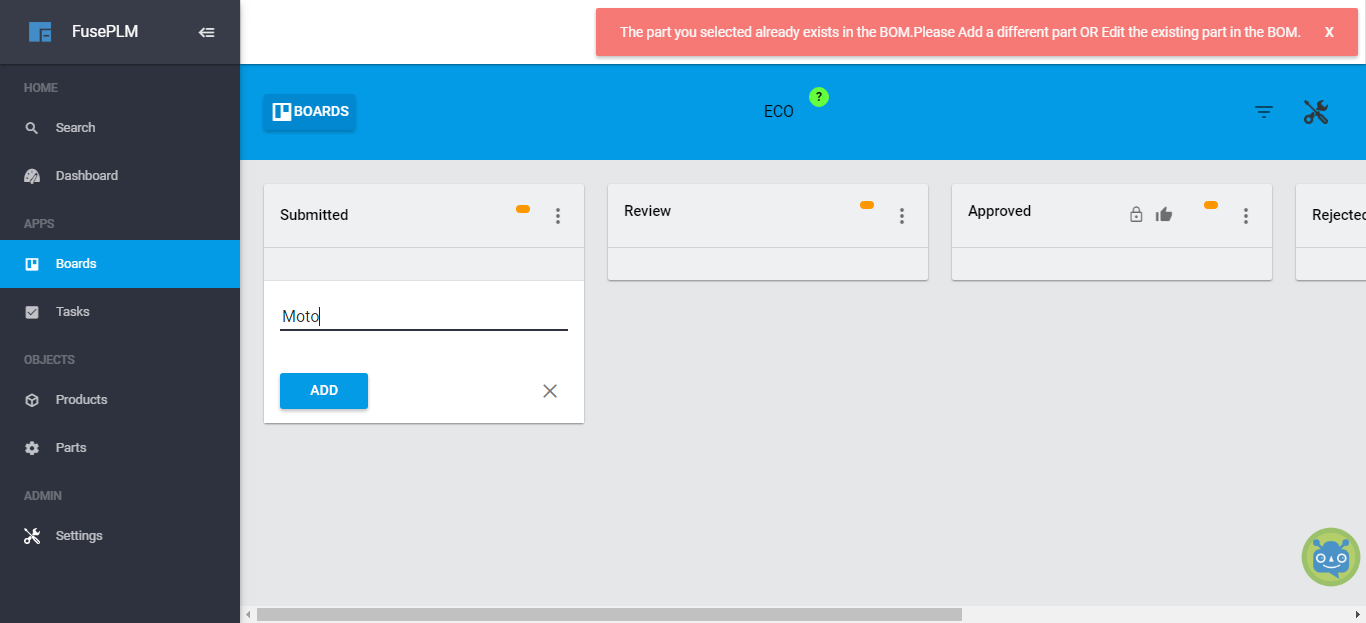 FusePLM
The part you selected already exists in the BOM.Please Add a different part OR Edit the existing part in the BOM. X
HOME
Search
Dashboard
APPS
Boards
Tasks
OBJECTS
Products
Parts
ADMIN
Settings
BOARDS
ECO
?
Submitted
Review
Approved
Rejected
Moto
ADD